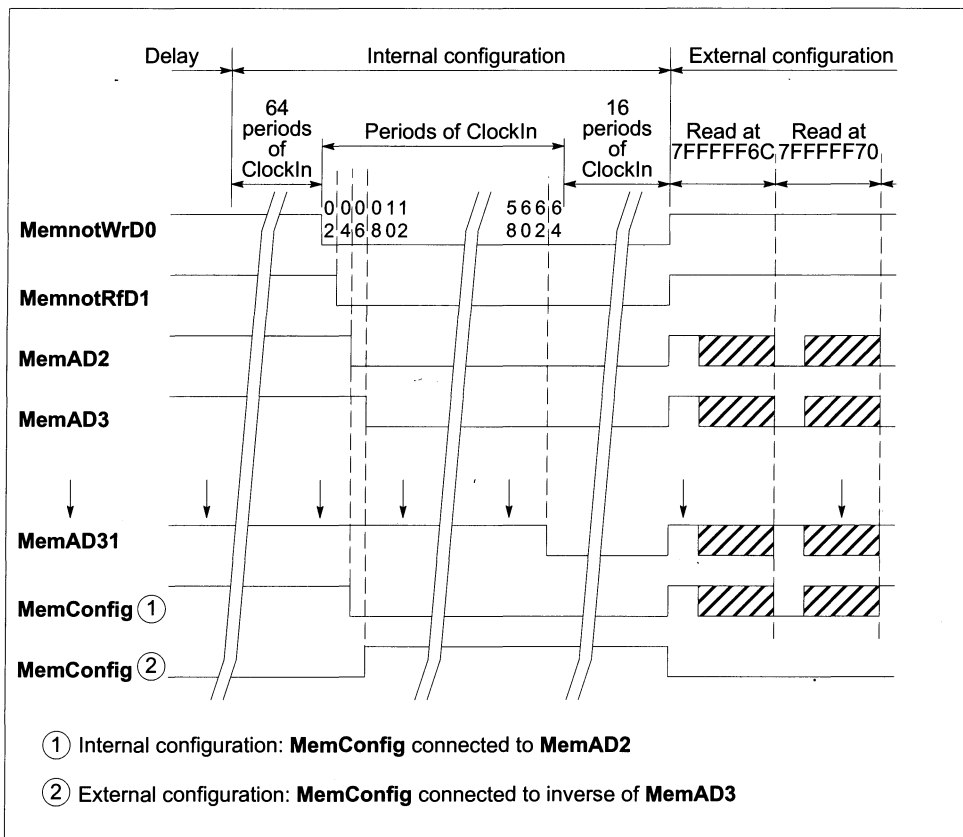 Delay Internal configuration External configuration
64 periods of ClockIn
Periods of ClockIn
16 periods of ClockIn
Read at 7FFFFF6C
Read at 7FFFFF70
0 0 0 0 1 1 5 6 6 6
2 4 6 8 0 2 8 0 2 4
MemnotWrD0
MemnotRfD1
MemAD2
MemAD3
MemAD31
MemConfig 1
MemConfig 2
1 Internal configuration: MemConfig connected to MemAD2
2 External configuration: MemConfig connected to inverse of MemAD3